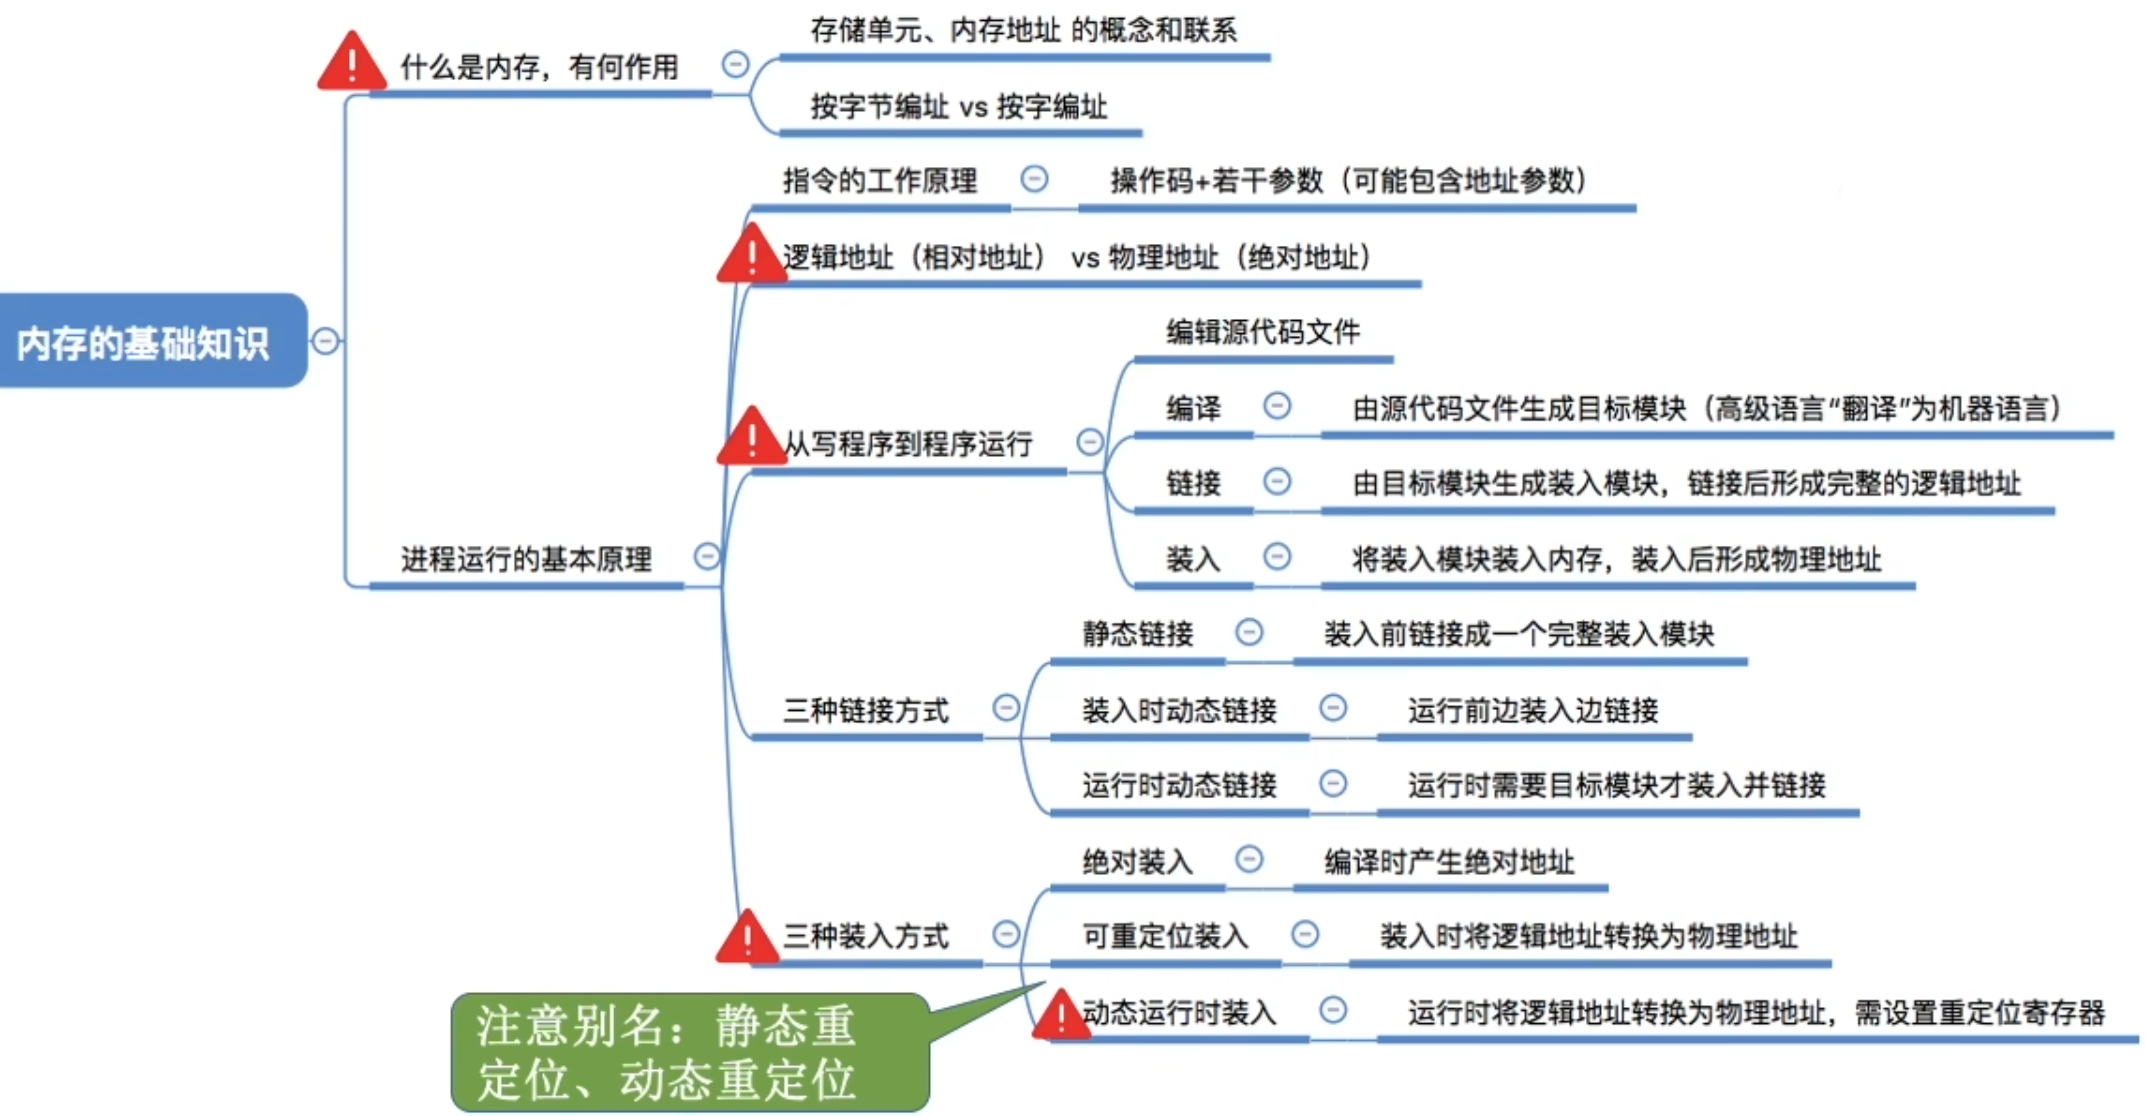 内存的基础知识
什么是内存，有何作用
存储单元、内存地址 的概念和联系
按字节编址 vs 按字编址
进程运行的基本原理
指令的工作原理
操作码+若干参数（可能包含地址参数）
逻辑地址（相对地址） vs 物理地址（绝对地址）
从写程序到程序运行
编辑源代码文件
编译
由源代码文件生成目标模块（高级语言“翻译”为机器语言）
链接
由目标模块生成装入模块，链接后形成完整的逻辑地址
装入
将装入模块装入内存，装入后形成物理地址
三种链接方式
静态链接
装入前链接成一个完整装入模块
装入时动态链接
运行前边装入边链接
运行时动态链接
运行时需要目标模块才装入并链接
三种装入方式
绝对装入
编译时产生绝对地址
可重定位装入
装入时将逻辑地址转换为物理地址
动态运行时装入
运行时将逻辑地址转换为物理地址，需设置重定位寄存器
注意别名：静态重
定位、动态重定位